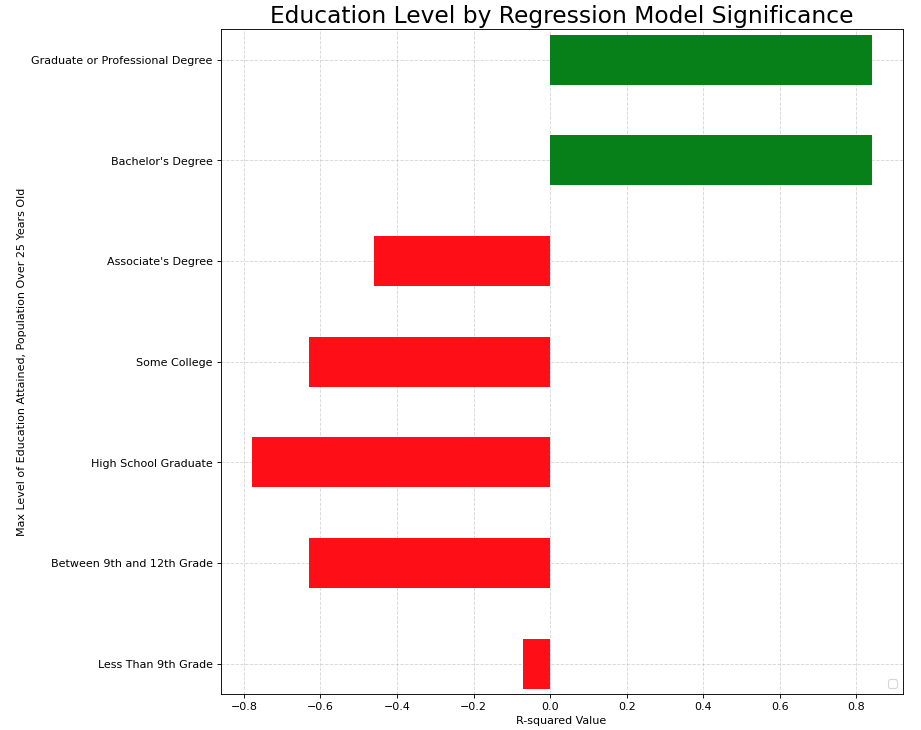 Education Level by Regression Model Significance
Max Level of Education Attained, Population Over 25 Years Old
Graduate or Professional Degree
Bachelor's Degree
Associate's Degree
Some College
High School Graduate
Between 9th and 12th Grade
Less Than 9th Grade
−0.8 −0.6 −0.4 −0.2 0.0 0.2 0.4 0.6 0.8
R-squared Value